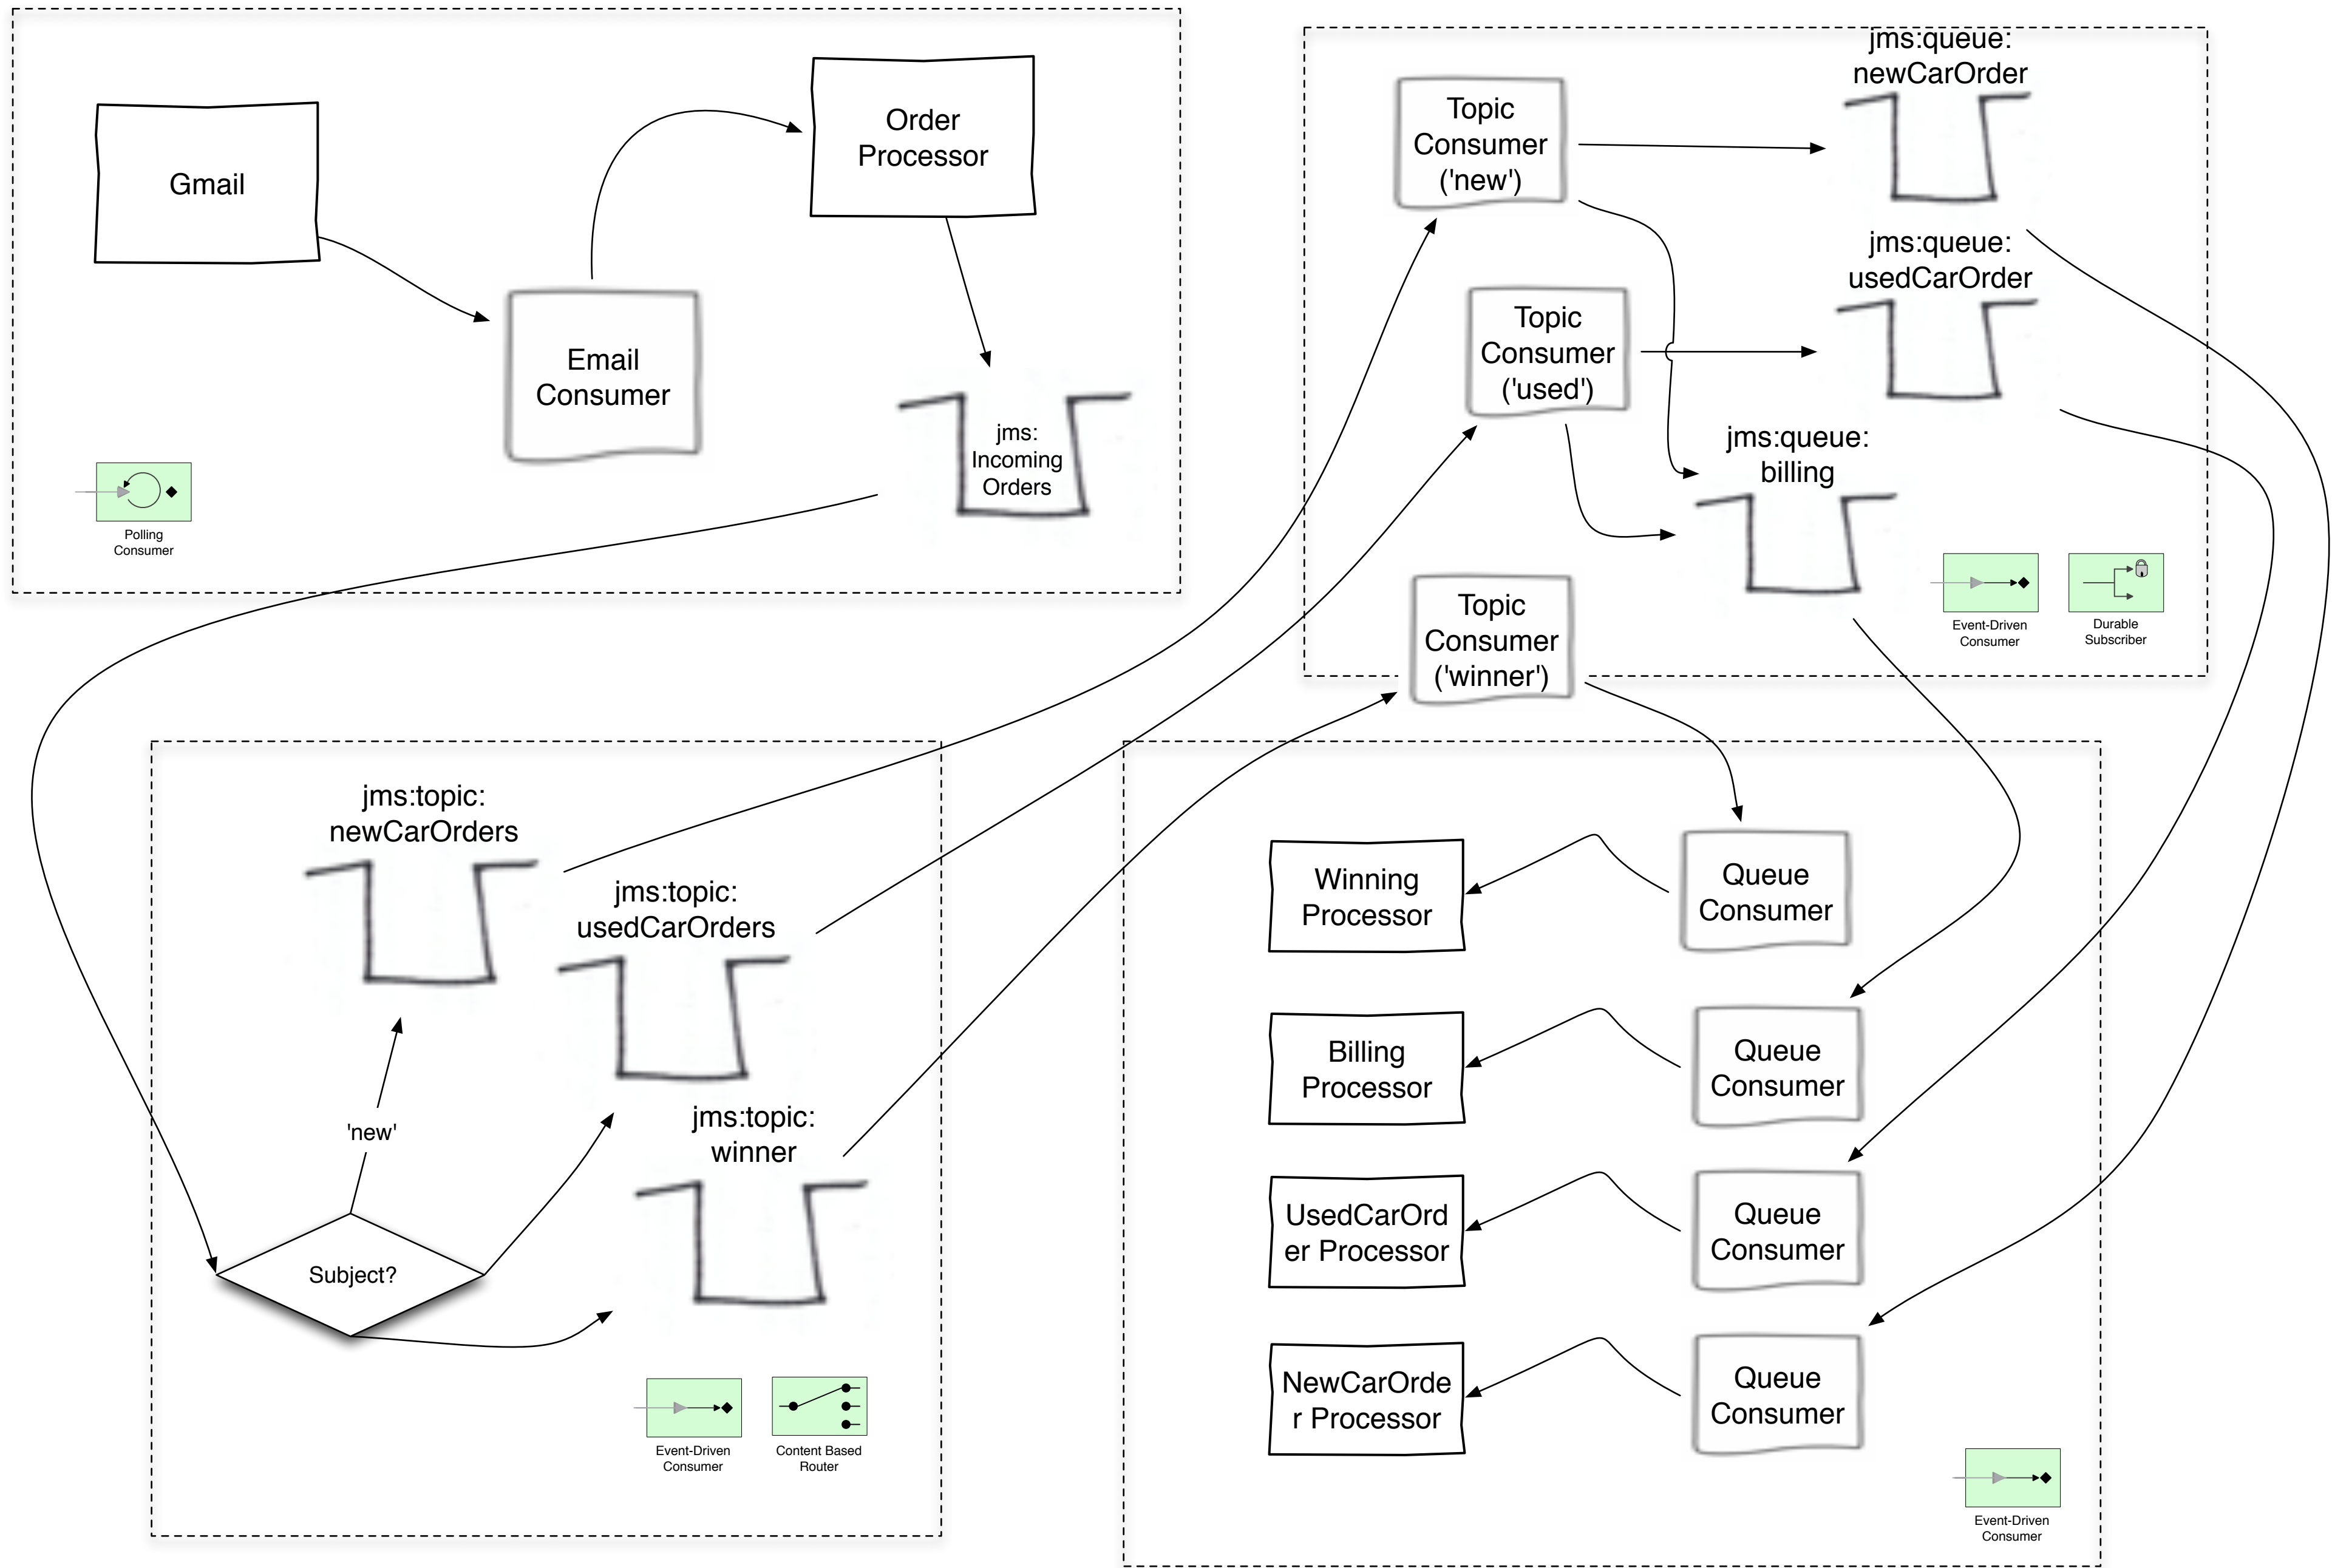 Gmail
Email
Consumer
Order
Processor
jms:
Incoming
Orders
Polling
Consumer
Topic
Consumer
('new')
jms:queue:
newCarOrder
Topic
Consumer
('used')
jms:queue:
usedCarOrder
jms:queue:
billing
Topic
Consumer
('winner')
Event-Driven
Consumer
Durable
Subscriber
jms:topic:
newCarOrders
jms:topic:
usedCarOrders
jms:topic:
winner
'new'
Subject?
Event-Driven
Consumer
Content Based
Router
Winning
Processor
Queue
Consumer
Billing
Processor
Queue
Consumer
UsedCarOrd
er Processor
Queue
Consumer
NewCarOrde
r Processor
Queue
Consumer
Event-Driven
Consumer